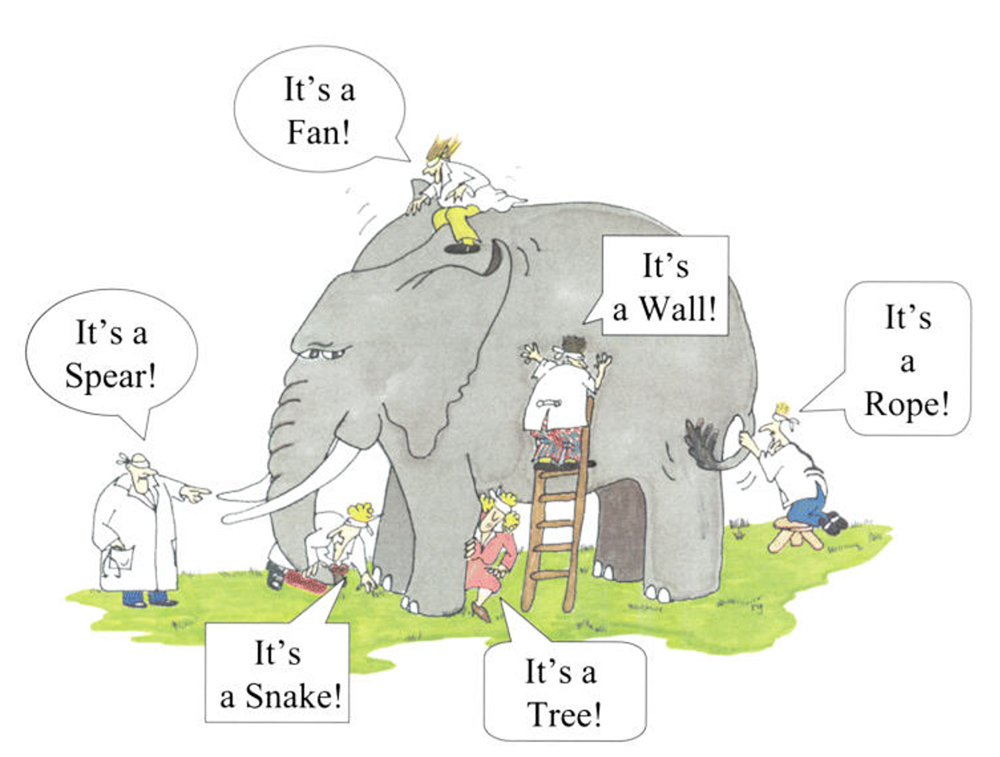 It’s a
Fan!
It’s
a Wall!
It’s
a
Rope!
It’s a
Spear!
It’s
a Snake!
It’s a
Tree!